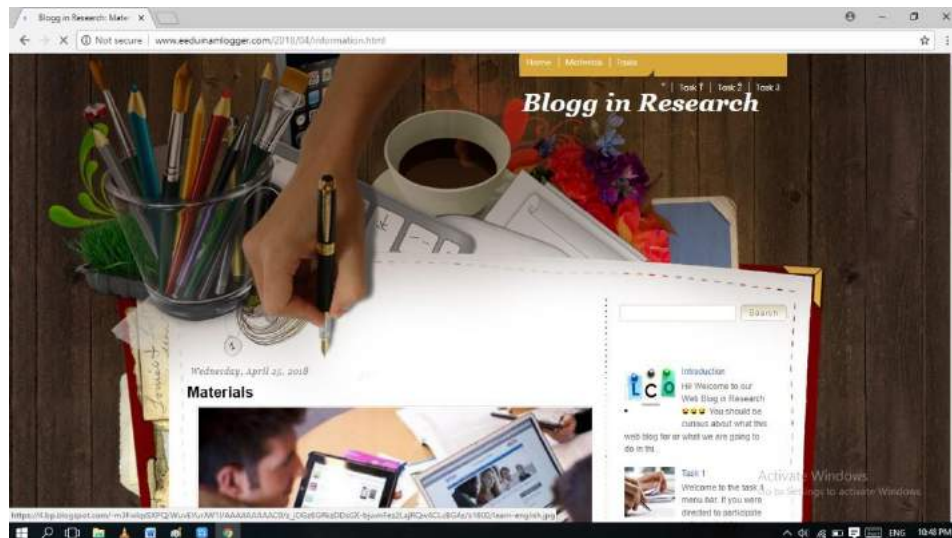 Blogg in Research: Mater
Not secure | www.eeduinamlogger.com/2018/04/information.html
Home | Materials | Tasks
* | Task 1 | Task 2 | Task 3
Blogg in Research
Search
Wednesday, April 25, 2018
Materials
LCO
Introduction
Hi! Welcome to our
Web Blog in Research
You should be
curious about what this
web blog for or what we are going to
do in thi...
Task 1
Welcome to the task 1
menu bar. If you were
directed to participate
Activate Windows
Go to Settings to activate Windows.
ENG
10:48 PM